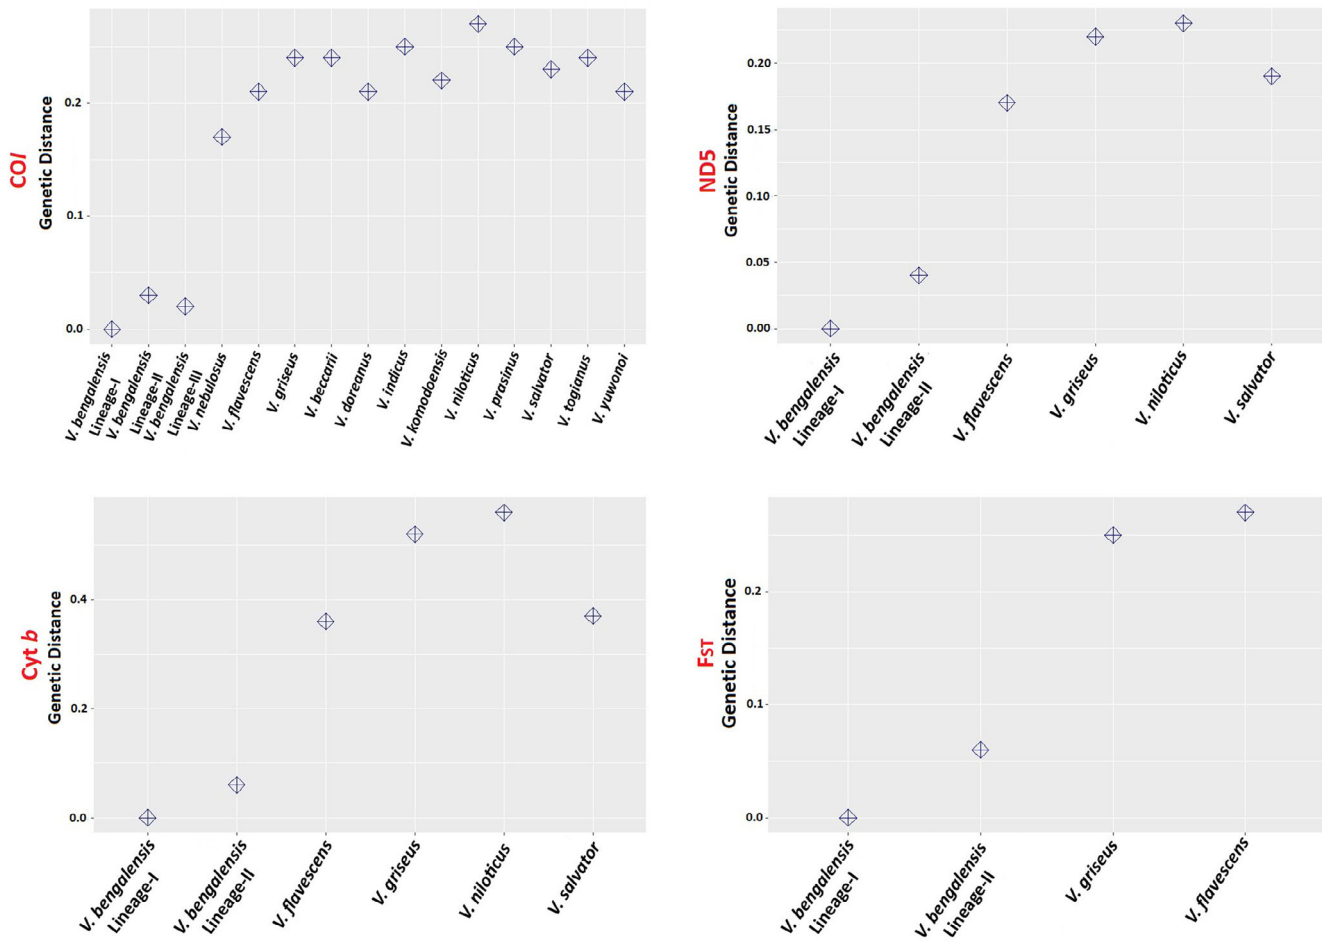 COI
Genetic Distance
0.2
0.1
0.0
V. bengalensis
Lineage-I
V. bengalensis
Lineage-II
V. bengalensis
Lineage-III
V. nebulosus
V. flavescens
V. griseus
V. beccarii
V. doreanus
V. indicus
V. komodoensis
V. niloticus
V. prasinus
V. salvator
V. togianus
V. yuwonoi
ND5
Genetic Distance
0.20
0.15
0.10
0.05
0.00
V. bengalensis
Lineage-I
V. bengalensis
Lineage-II
V. flavescens
V. griseus
V. niloticus
V. salvator
Cyt b
Genetic Distance
0.4
0.2
0.0
V. bengalensis
Lineage-I
V. bengalensis
Lineage-II
V. flavescens
V. griseus
V. niloticus
V. salvator
FST
Genetic Distance
0.2
0.1
0.0
V. bengalensis
Lineage-I
V. bengalensis
Lineage-II
V. griseus
V. flavescens